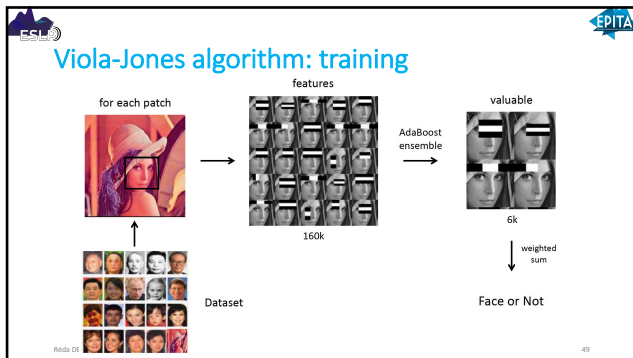 ESLP
EPITA
Viola-Jones algorithm: training
features
for each patch
valuable
AdaBoost
ensemble
160k
6k
weighted
sum
Dataset
Face or Not
Réda DE
49